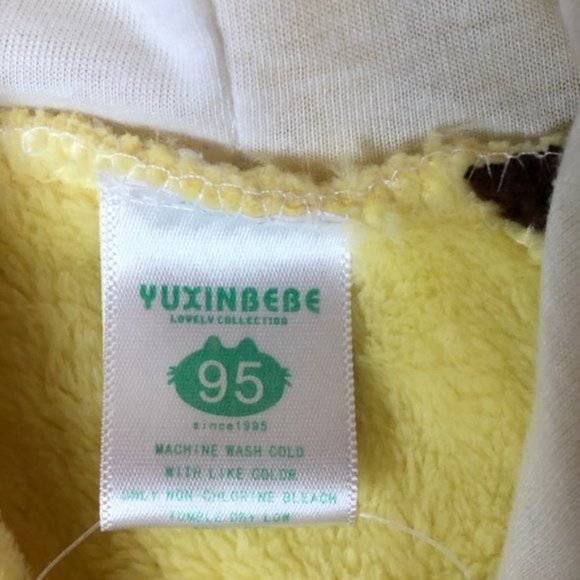 YUXINBEBE
LOVELY COLLECTION
95
since1995
MACHINE WASH COLD
WITH LIKE COLOR
ONLY NON-CHLORINE BLEACH
TUMBLE DRY LOW